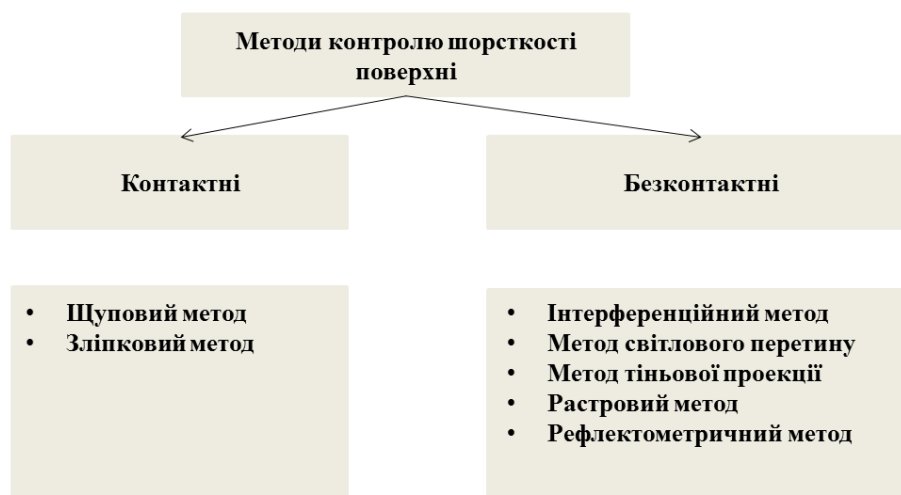 Методи контролю шорсткості
поверхні
Контактні
Безконтактні
• Щуповий метод
• Зліпковий метод
• Інтерференційний метод
• Метод світлового перетину
• Метод тіньової проекції
• Растровий метод
• Рефлектометричний метод